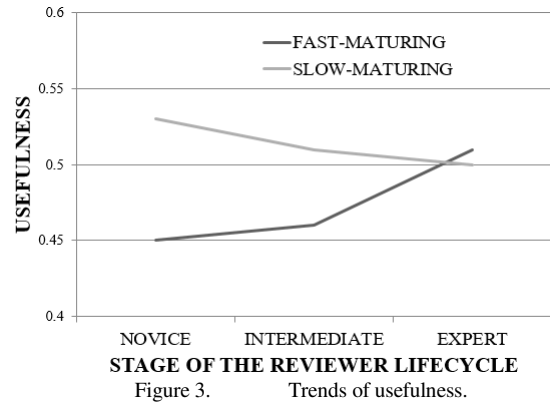 0.6
FAST-MATURING
SLOW-MATURING
0.55
USEFULNESS
0.5
0.45
0.4
NOVICE INTERMEDIATE EXPERT
STAGE OF THE REVIEWER LIFECYCLE
Figure 3. Trends of usefulness.